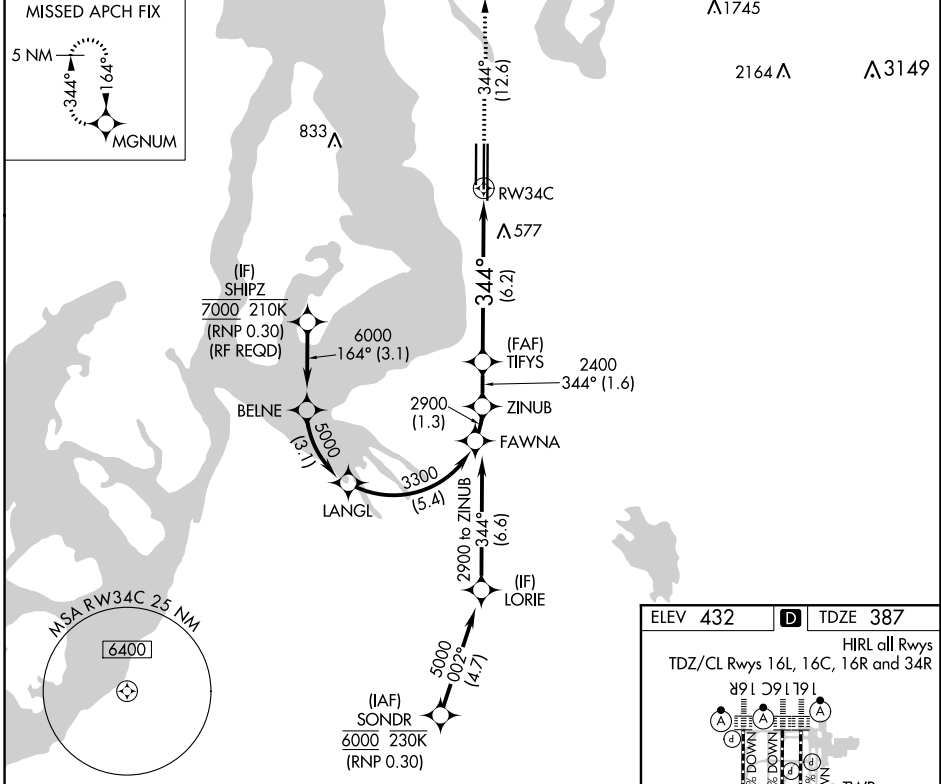 MISSED APCH FIX
5 NM
344°
164°
MGNUM
1745
2164
3149
344°
(12.6)
833
RW34C
577
344°
(6.2)
(IF)
SHIPZ
7000 210K
(RNP 0.30)
(RF REQD)
6000
164° (3.1)
(FAF)
TIFYS
2400
344° (1.6)
BELNE
2900
(1.3)
ZINUB
5000
(3.1)
FAWNA
3300
(5.4)
LANGL
2900 to ZINUB
344°
(6.6)
(IF)
LORIE
MSA RW34C 25 NM
6400
5000
002°
(4.7)
(IAF)
SONDR
6000 230K
(RNP 0.30)
ELEV 432
D
TDZE 387
HIRL all Rwys
TDZ/CL Rwys 16L, 16C, 16R and 34R
16R
16C
16L
A
A
A
P
P
P
% DOWN
% DOWN